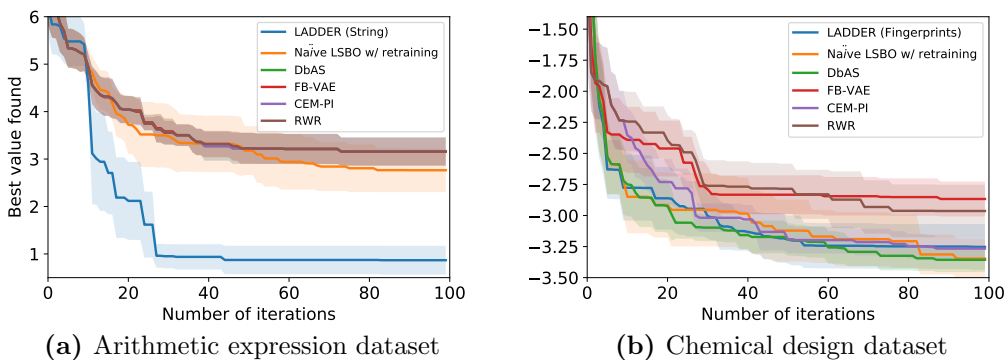 6
5
4
3
2
1
0
20
40
60
80
100
Best value found
Number of iterations
LADDER (String)
Naïve LSBO w/ retraining
DbAS
FB-VAE
CEM-PI
RWR
(a) Arithmetic expression dataset
−1.50
−1.75
−2.00
−2.25
−2.50
−2.75
−3.00
−3.25
−3.50
0
20
40
60
80
100
Number of iterations
LADDER (Fingerprints)
Naïve LSBO w/ retraining
DbAS
FB-VAE
CEM-PI
RWR
(b) Chemical design dataset